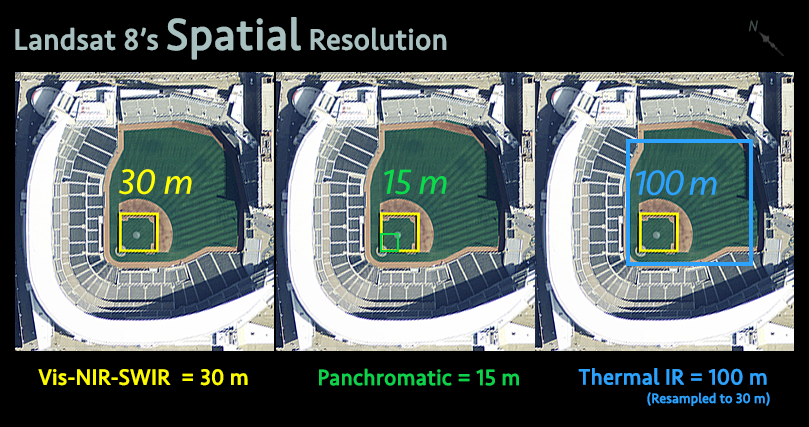 Landsat 8's Spatial Resolution
N
30 m
15 m
100 m
Vis-NIR-SWIR = 30 m
Panchromatic = 15 m
Thermal IR = 100 m
(Resampled to 30 m)